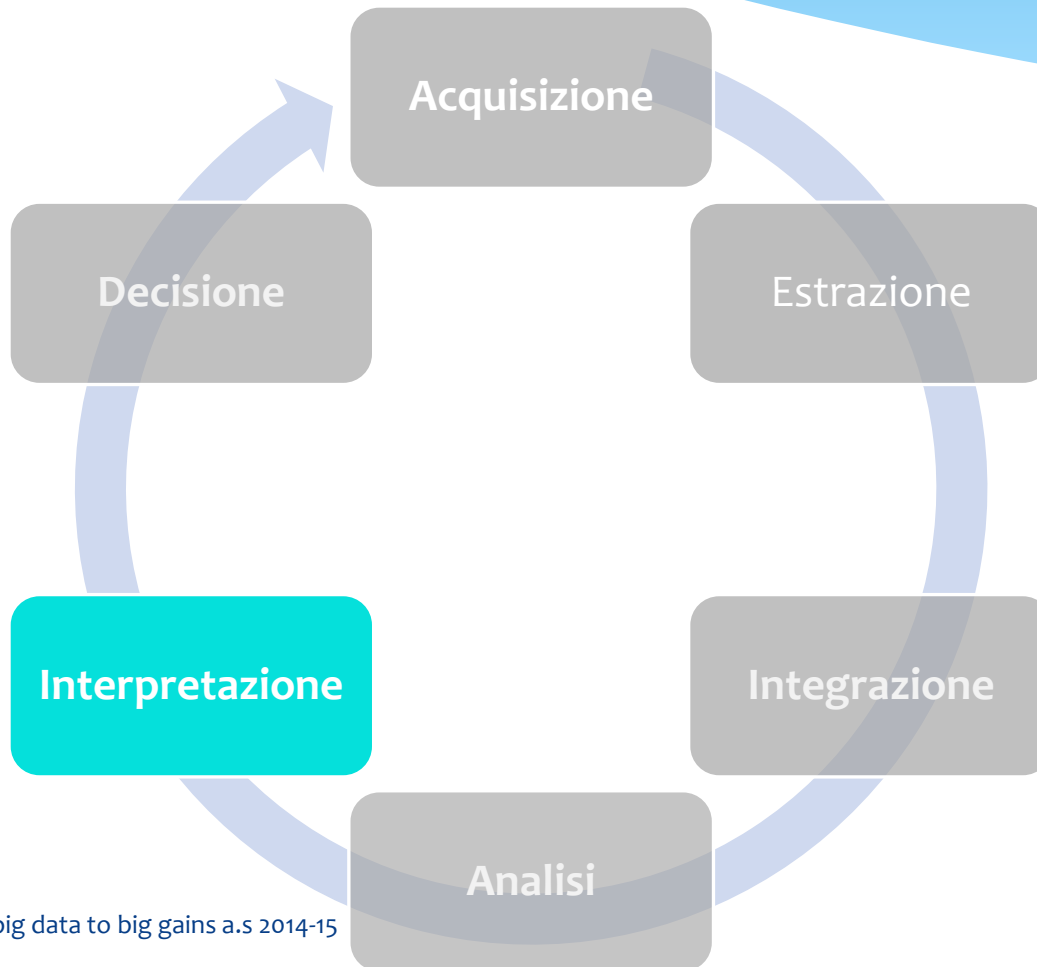 Acquisizione
Estrazione
Integrazione
Analisi
Interpretazione
Decisione
big data to big gains a.s 2014-15